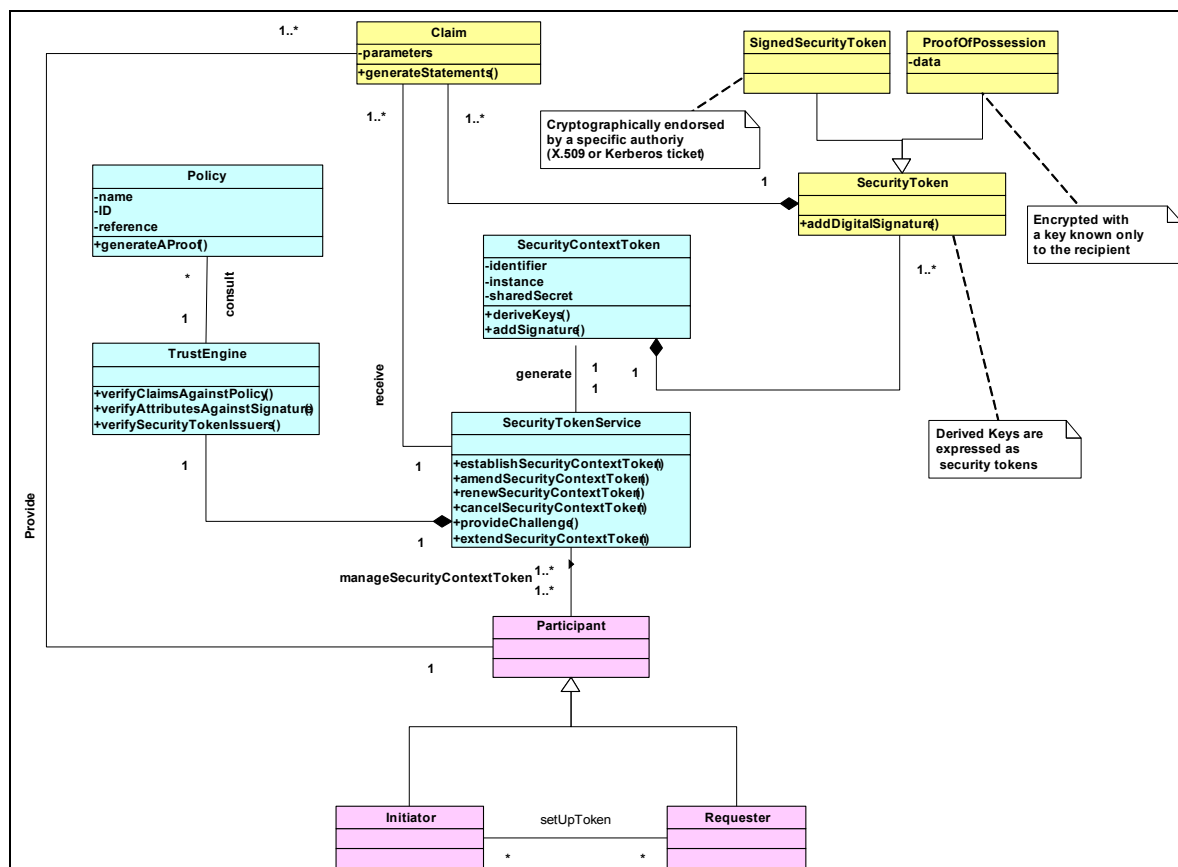 1..*
Claim
-parameters
+generateStatements()
1..*
1..*
SignedSecurityToken
ProofOfPossession
-data
Cryptographically endorsed
by a specific authoriy
(X.509 or Kerberos ticket)
Policy
-name
-ID
-reference
+generateAProof()
1
SecurityToken
+addDigitalSignature()
Encrypted with
a key known only
to the recipient
*
consult
1
SecurityContextToken
-identifier
-instance
-sharedSecret
+deriveKeys()
+addSignature()
1..*
TrustEngine
+verifyClaimsAgainstPolicy()
+verifyAttributesAgainstSignature()
+verifySecurityTokenIssuers()
receive
generate
1
1
1
Derived Keys are
expressed as
security tokens
1
1
1
SecurityTokenService
+establishSecurityContextToken()
+amendSecurityContextToken()
+renewSecurityContextToken()
+cancelSecurityContextToken()
+provideChallenge()
+extendSecurityContextToken()
Provide
manageSecurityContextToken
1..*
1..*
Participant
1
Initiator
setUpToken
Requester
*
*